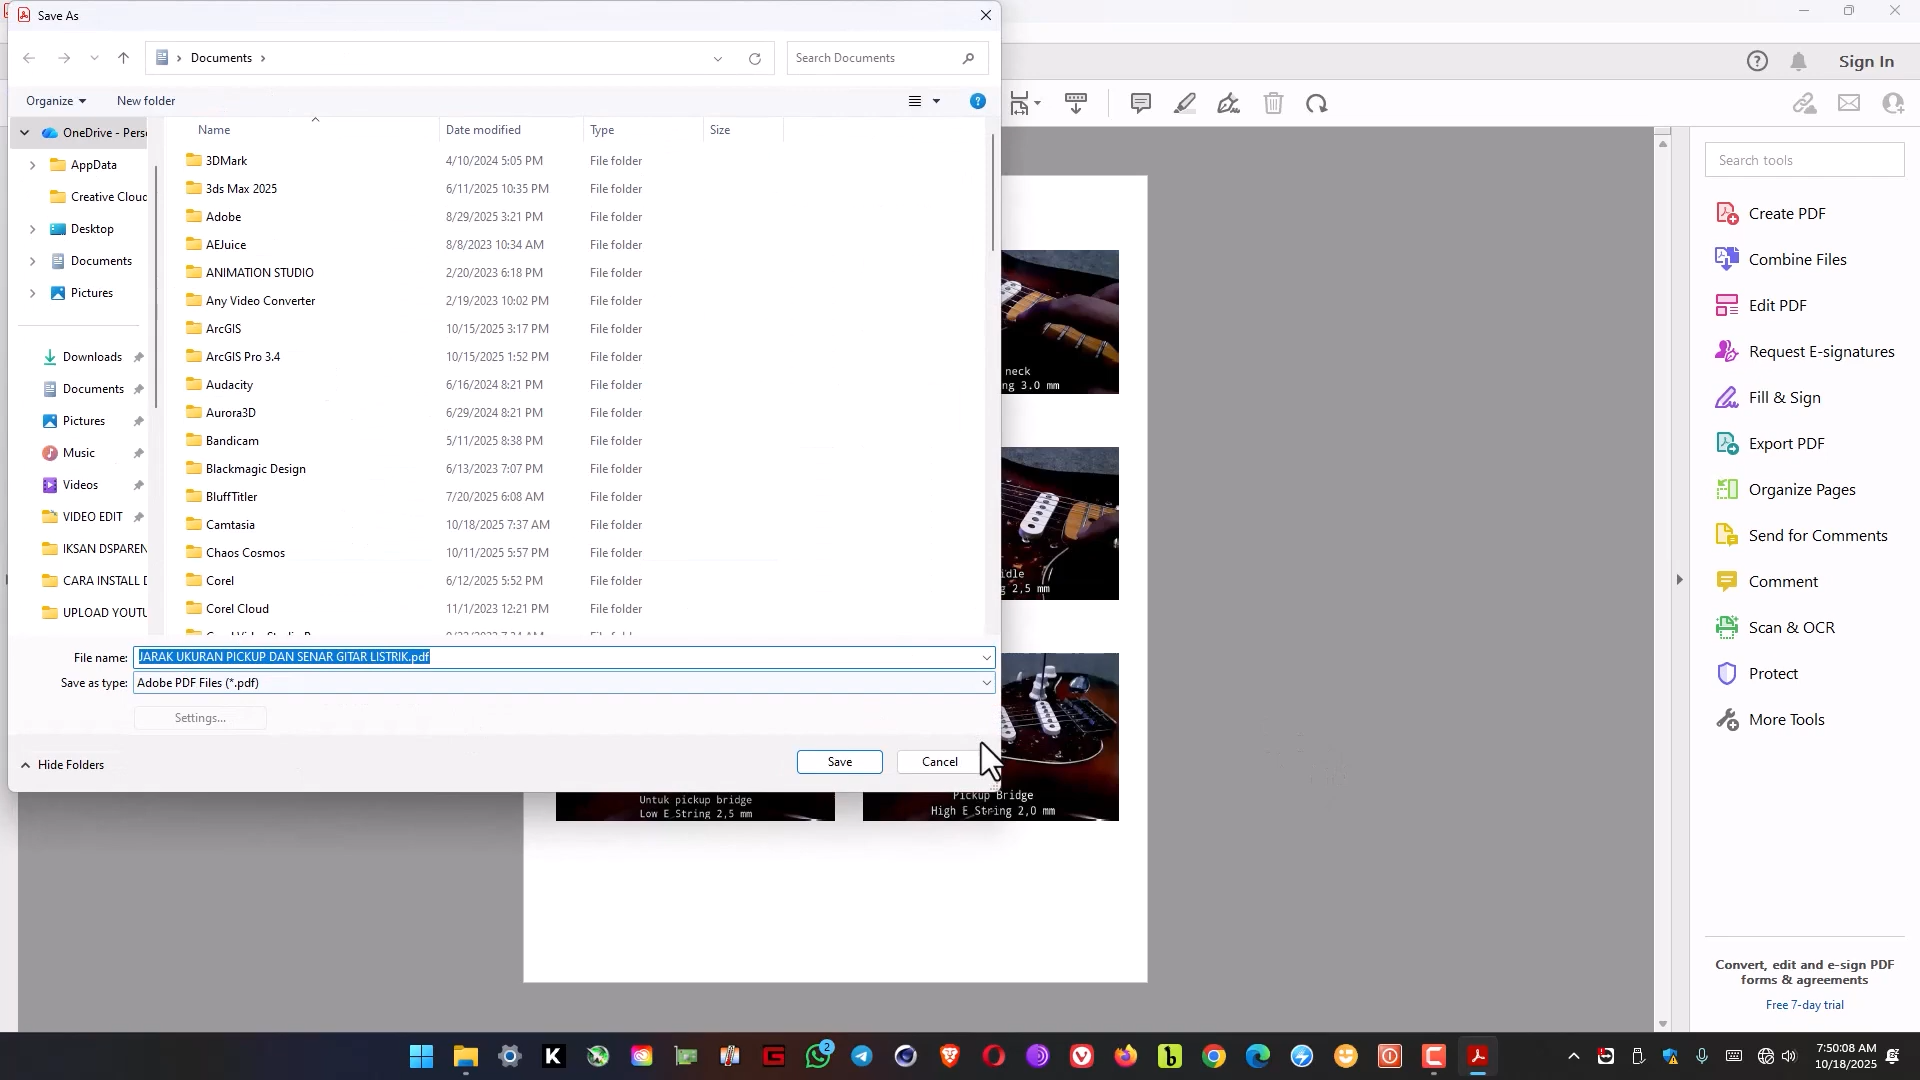 Save As
Documents
Search Documents
Sign In
Organize
New folder
Name
Date modified
Type
Size
OneDrive - Pers
AppData
Creative Cloud
Desktop
Documents
Pictures
Downloads
Documents
Pictures
Music
Videos
VIDEO EDIT
IKSAN DSPAREN
CARA INSTALL D
UPLOAD YOUTU
3DMark 4/10/2024 5:05 PM File folder
3ds Max 2025 6/11/2025 10:35 PM File folder
Adobe 8/29/2025 3:21 PM File folder
AEJuice 8/8/2023 10:34 AM File folder
ANIMATION STUDIO 2/20/2023 6:18 PM File folder
Any Video Converter 2/19/2023 10:02 PM File folder
ArcGIS 10/15/2025 3:17 PM File folder
ArcGIS Pro 3.4 10/15/2025 1:52 PM File folder
Audacity 6/16/2024 8:21 PM File folder
Aurora3D 6/29/2024 8:21 PM File folder
Bandicam 5/11/2025 8:38 PM File folder
Blackmagic Design 6/13/2023 7:07 PM File folder
BluffTitler 7/20/2025 6:08 AM File folder
Camtasia 10/18/2025 7:37 AM File folder
Chaos Cosmos 10/11/2025 5:57 PM File folder
Corel 6/12/2025 5:52 PM File folder
Corel Cloud 11/1/2023 12:21 PM File folder
File name: JARAK UKURAN PICKUP DAN SENAR GITAR LISTRIK.pdf
Save as type: Adobe PDF Files (*.pdf)
Settings...
Hide Folders
Save
Cancel
neck
ng 3.0 mm
idle
g 2,5 mm
Untuk pickup bridge
Low E String 2,5 mm
Pickup Bridge
High E String 2,0 mm
Search tools
Create PDF
Combine Files
Edit PDF
Request E-signatures
Fill & Sign
Export PDF
Organize Pages
Send for Comments
Comment
Scan & OCR
Protect
More Tools
Convert, edit and e-sign PDF
forms & agreements
Free 7-day trial
2
7:50:08 AM
10/18/2025